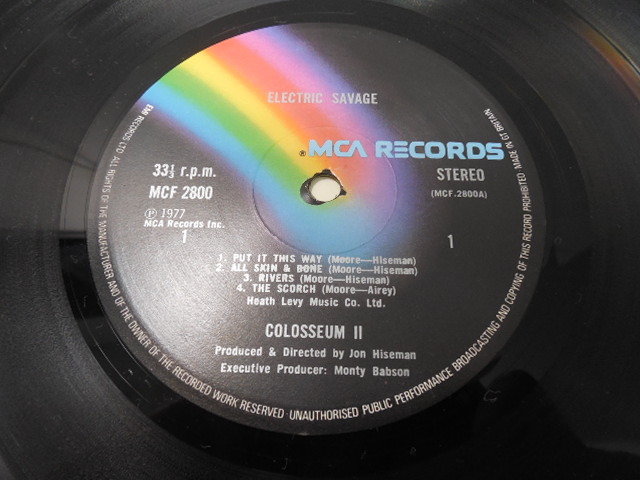 ELECTRIC SAVAGE
®MCA RECORDS
33⅓ r.p.m.
MCF 2800
STEREO
(MCF.2800A)
Ⓟ 1977
MCA Records Inc.
1
1
1. PUT IT THIS WAY (Moore—Hiseman)
2. ALL SKIN & BONE (Moore—Hiseman)
3. RIVERS (Moore—Hiseman)
4. THE SCORCH (Moore—Airey)
Heath Levy Music Co. Ltd.
COLOSSEUM II
Produced & Directed by Jon Hiseman
Executive Producer: Monty Babson
EMI RECORDS LTD. ALL RIGHTS OF THE MANUFACTURER AND OF THE OWNER OF THE RECORDED WORK RESERVED · UNAUTHORISED PUBLIC PERFORMANCE BROADCASTING AND COPYING OF THIS RECORD PROHIBITED MADE IN GT BRITAIN